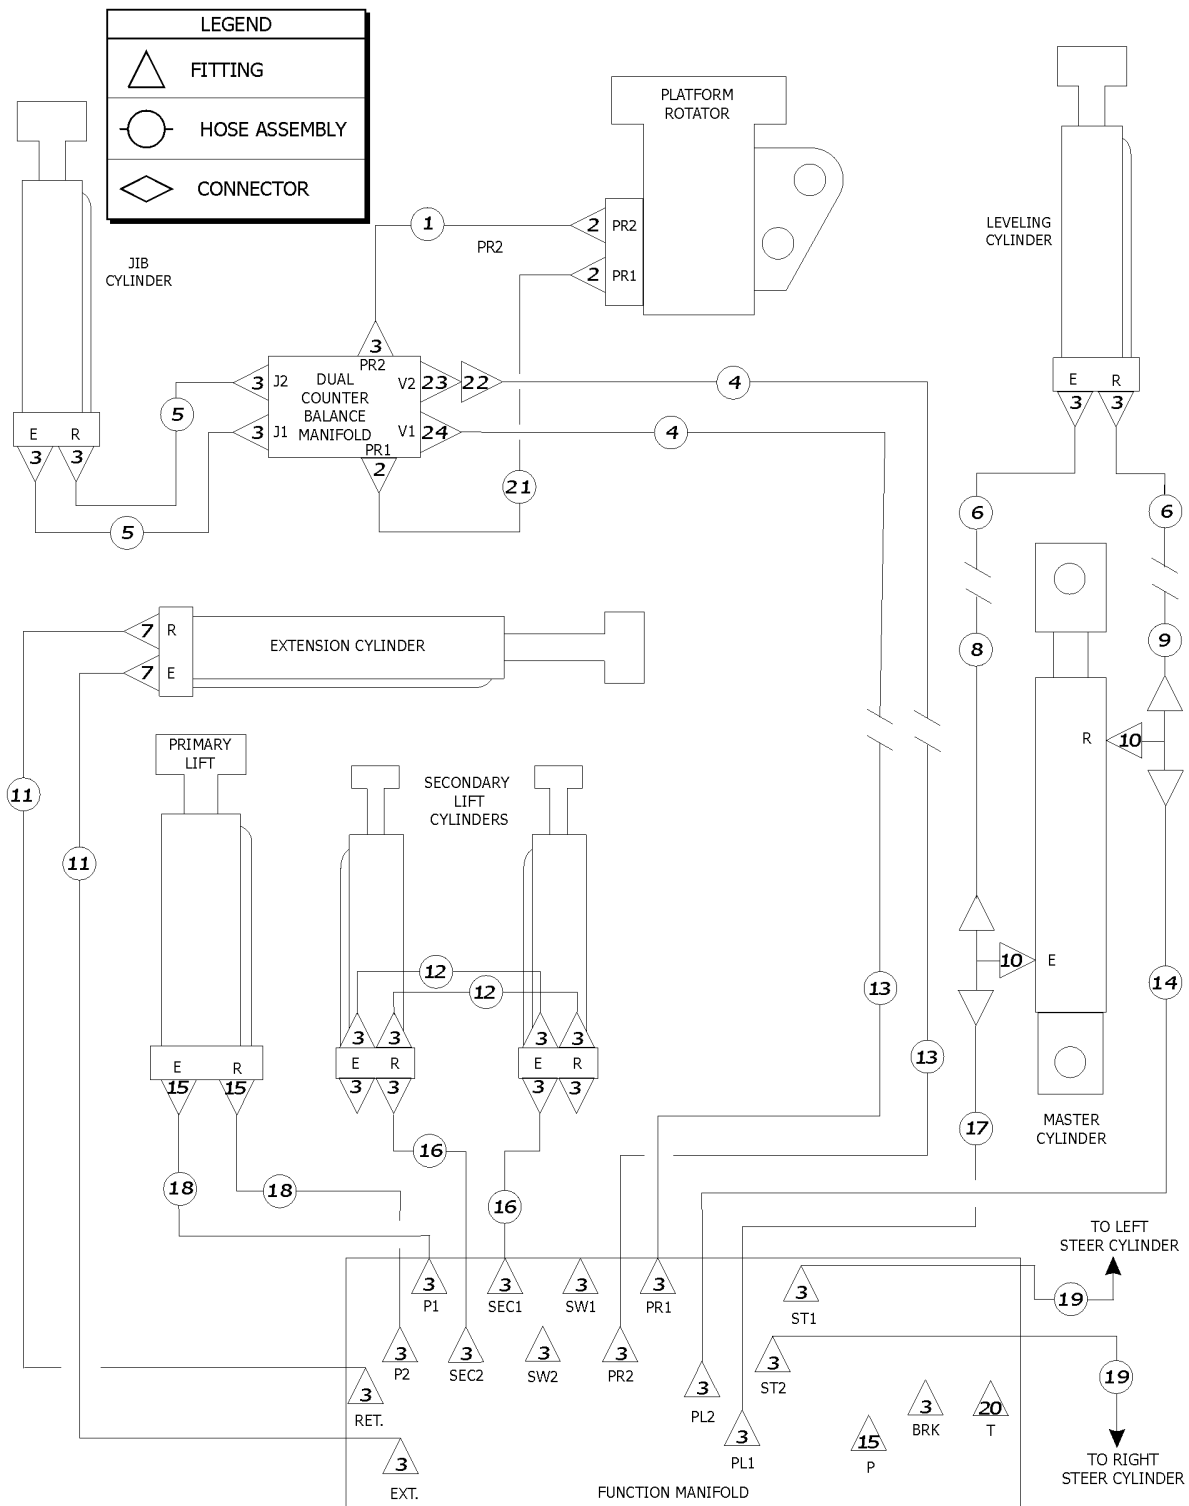 LEGEND
FITTING
HOSE ASSEMBLY
CONNECTOR
PLATFORM
ROTATOR
2 PR2
2 PR1
1
PR2
JIB
CYLINDER
LEVELING
CYLINDER
E R
3 3
3
PR2
3 J2
3 J1
DUAL
COUNTER
BALANCE
MANIFOLD
V2 23 22
V1 24
PR1
2
4
4
5
5
E R
3 3
21
6
6
8
9
7 R
7 E
EXTENSION CYLINDER
PRIMARY
LIFT
SECONDARY
LIFT
CYLINDERS
R 10
10 E
11
11
12
12
3 3
E R
3 3
3 3
E R
3 3
13
13
14
E R
15 15
MASTER
CYLINDER
16
16
17
18
18
TO LEFT
STEER CYLINDER
19
3
P1
3
SEC1
3
SW1
3
PR1
3
ST1
3
P2
3
SEC2
3
SW2
3
PR2
3
ST2
19
3
RET.
3
PL2
3
BRK
20
T
3
PL1
15
P
3
EXT.
TO RIGHT
STEER CYLINDER
FUNCTION MANIFOLD